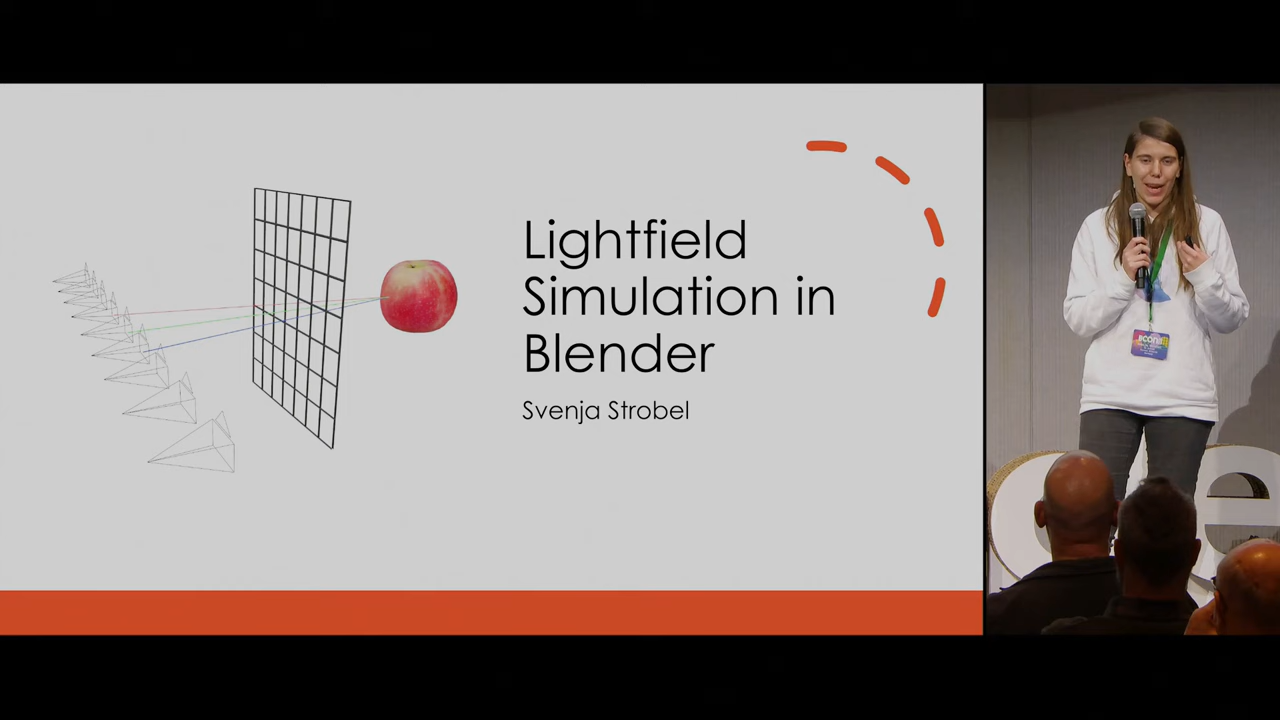 Lightfield
Simulation in
Blender
Svenja Strobel